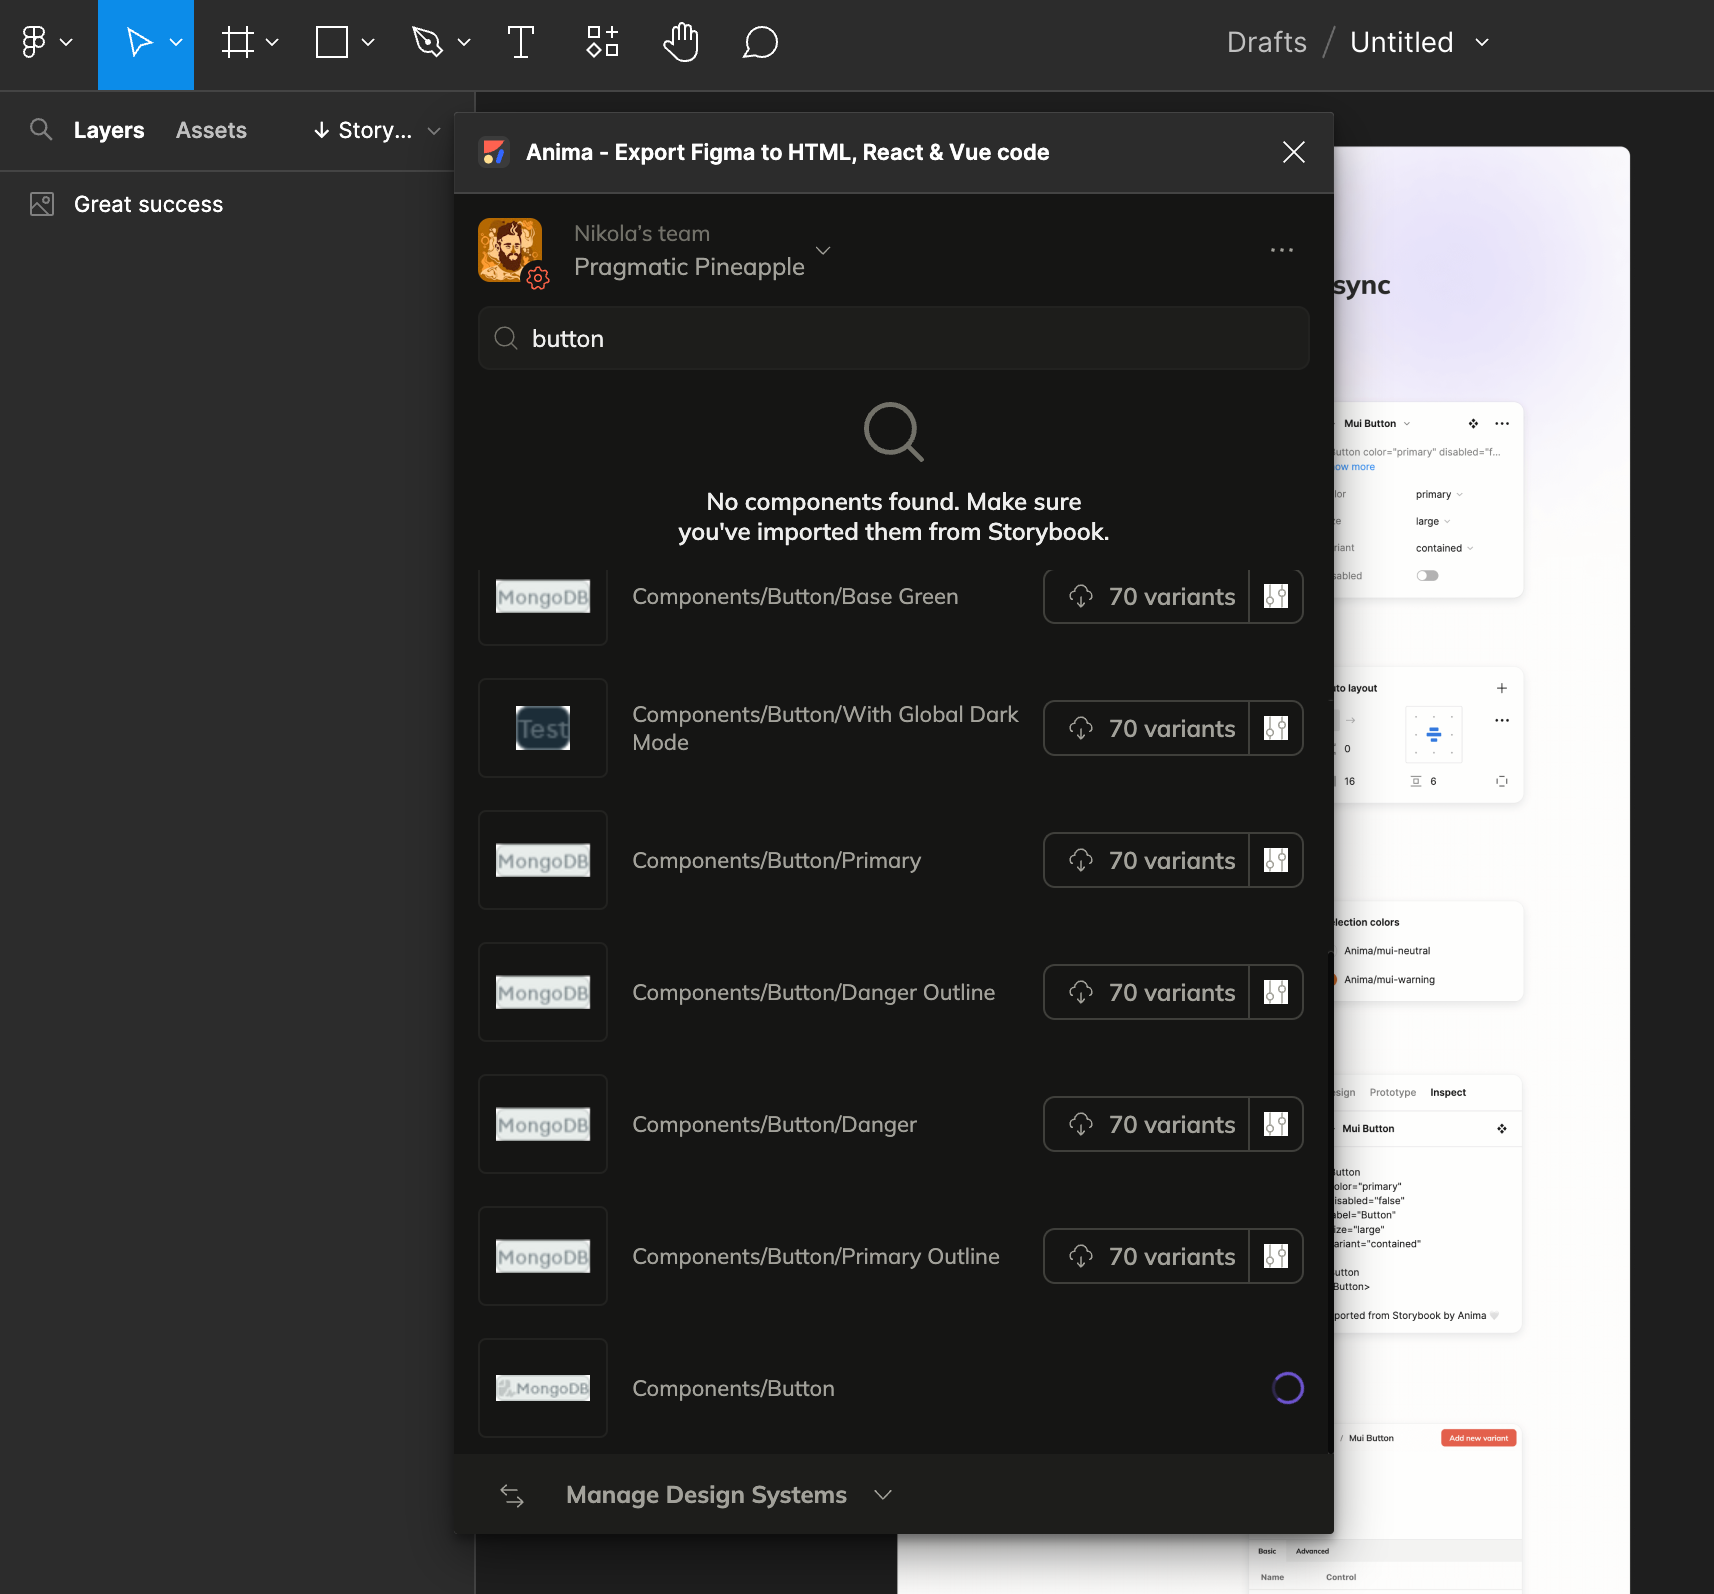 Drafts / Untitled
Layers
Assets
Story...
Great success
Anima - Export Figma to HTML, React & Vue code
Nikola's team
Pragmatic Pineapple
button
No components found. Make sure
you've imported them from Storybook.
MongoDB
Components/Button/Base Green
70 variants
Test
Components/Button/With Global Dark
Mode
70 variants
MongoDB
Components/Button/Primary
70 variants
MongoDB
Components/Button/Danger Outline
70 variants
MongoDB
Components/Button/Danger
70 variants
MongoDB
Components/Button/Primary Outline
70 variants
MongoDB
Components/Button
Manage Design Systems
sync
Mui Button
utton color="primary" disabled="f...
ow more
lor
primary
ze
large
riant
contained
abled
uto layout
0
16
6
lection colors
Anima/mui-neutral
Anima/mui-warning
sign
Prototype
Inspect
Mui Button
utton
olor="primary"
isabled="false"
abel="Button"
ize="large"
ariant="contained"
utton
Button>
ported from Storybook by Anima
/ Mui Button
Add new variant
Basic
Advanced
Name
Control